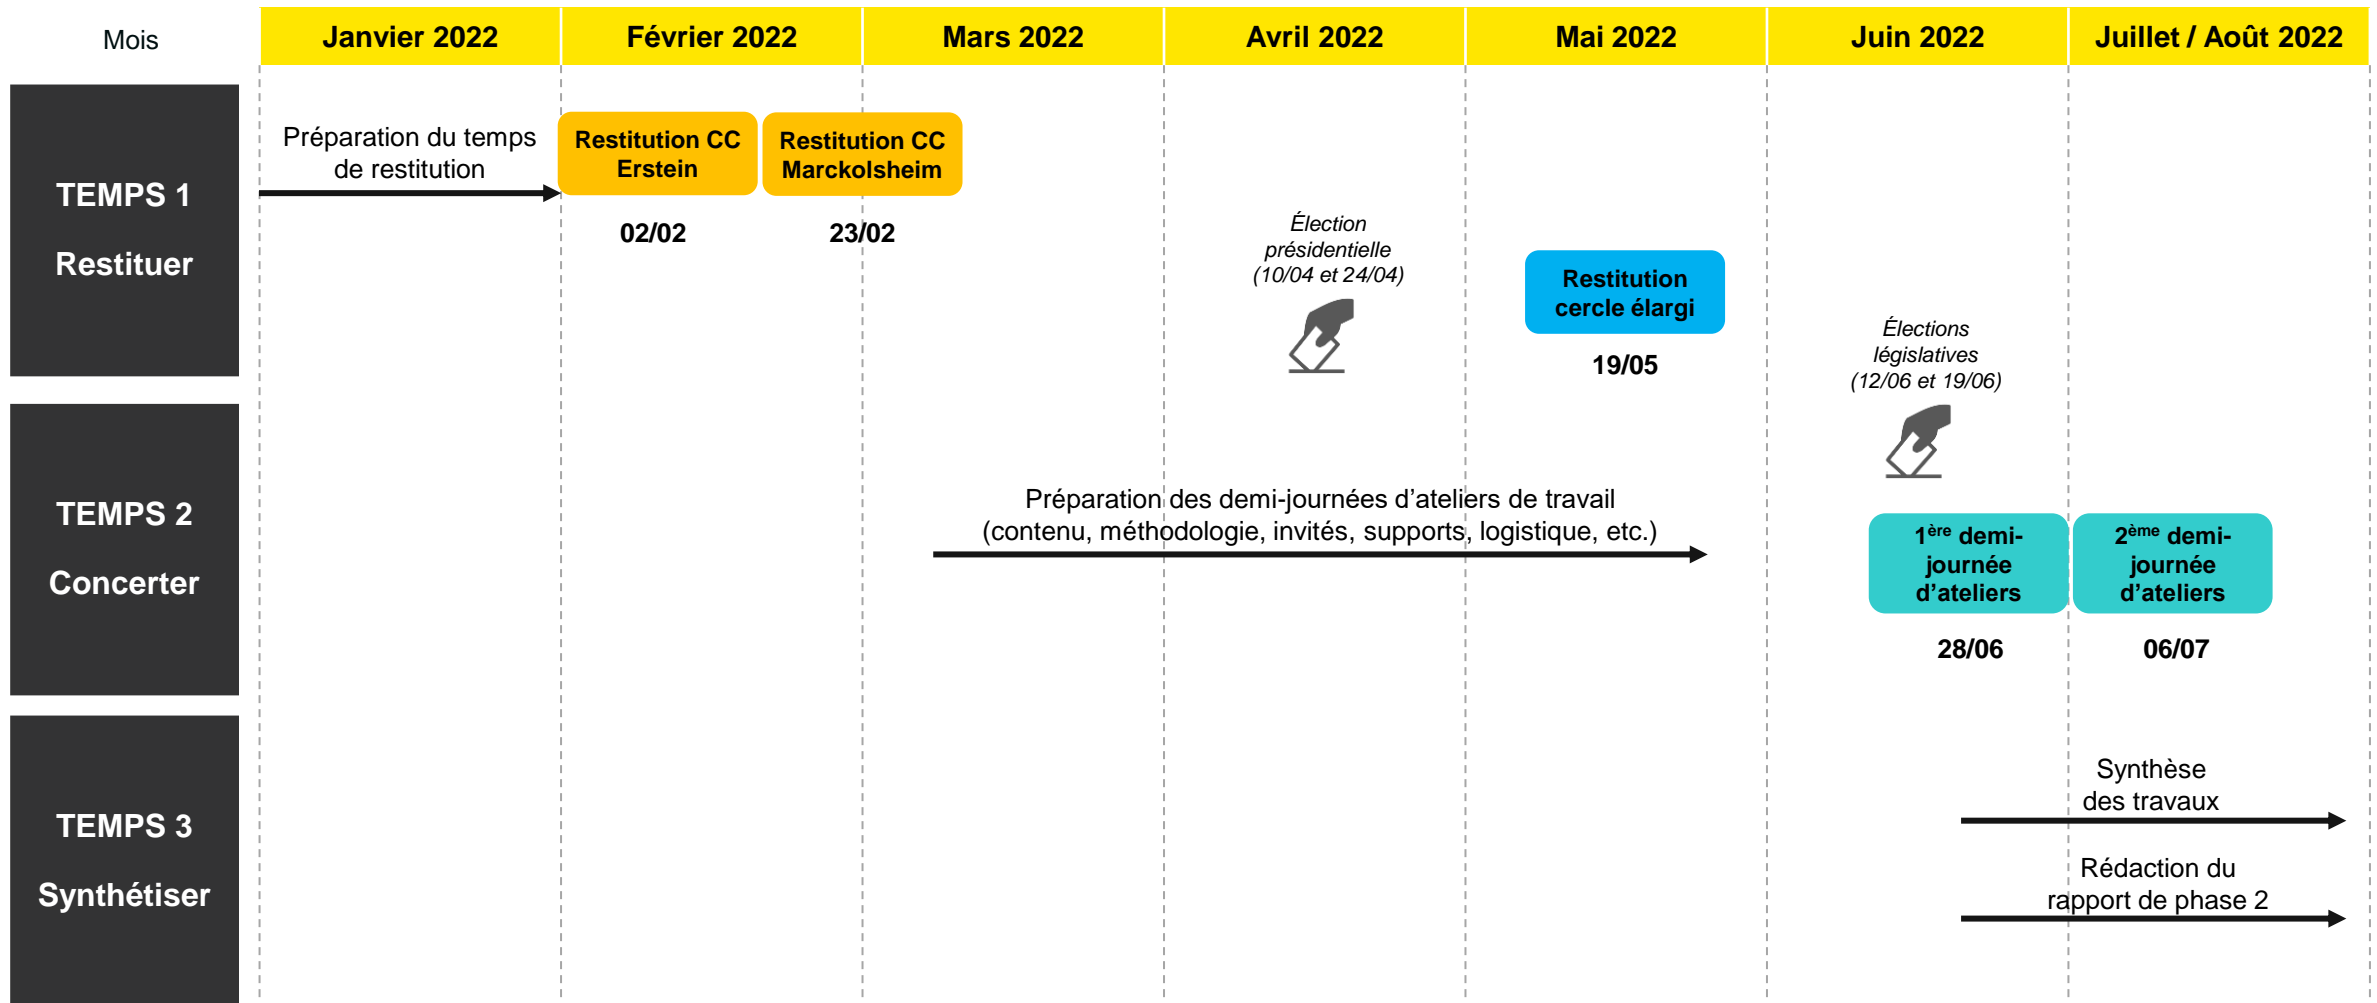 Mois
Janvier 2022
Février 2022
Mars 2022
Avril 2022
Mai 2022
Juin 2022
Juillet / Août 2022
TEMPS 1
Restituer
Préparation du temps
de restitution
Restitution CC
Erstein
02/02
Restitution CC
Marckolsheim
23/02
Élection
présidentielle
(10/04 et 24/04)
Restitution
cercle élargi
19/05
Élections
législatives
(12/06 et 19/06)
TEMPS 2
Concerter
Préparation des demi-journées d’ateliers de travail
(contenu, méthodologie, invités, supports, logistique, etc.)
1ère demi-
journée
d’ateliers
28/06
2ème demi-
journée
d’ateliers
06/07
TEMPS 3
Synthétiser
Synthèse
des travaux
Rédaction du
rapport de phase 2